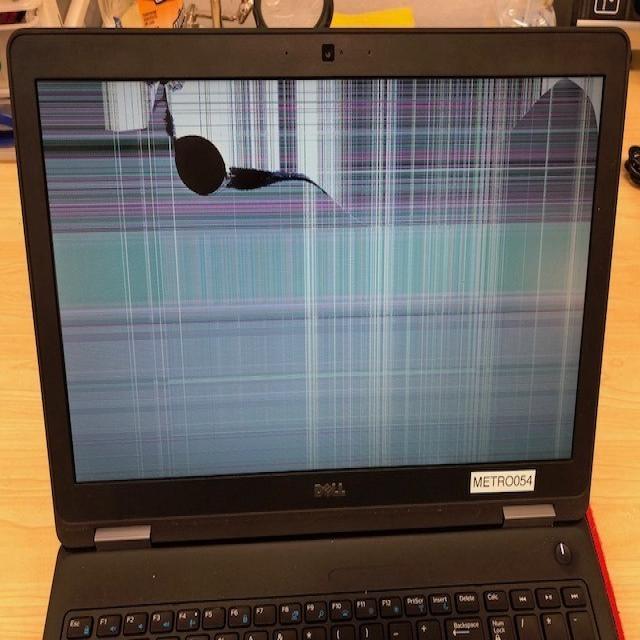 DELL
METRO054
Esc F1 F2 F3 F4 F5 F6 F7 F8 F9 F10 F11 F12 PrtScr Insert Delete Calc
Backspace Num Lock